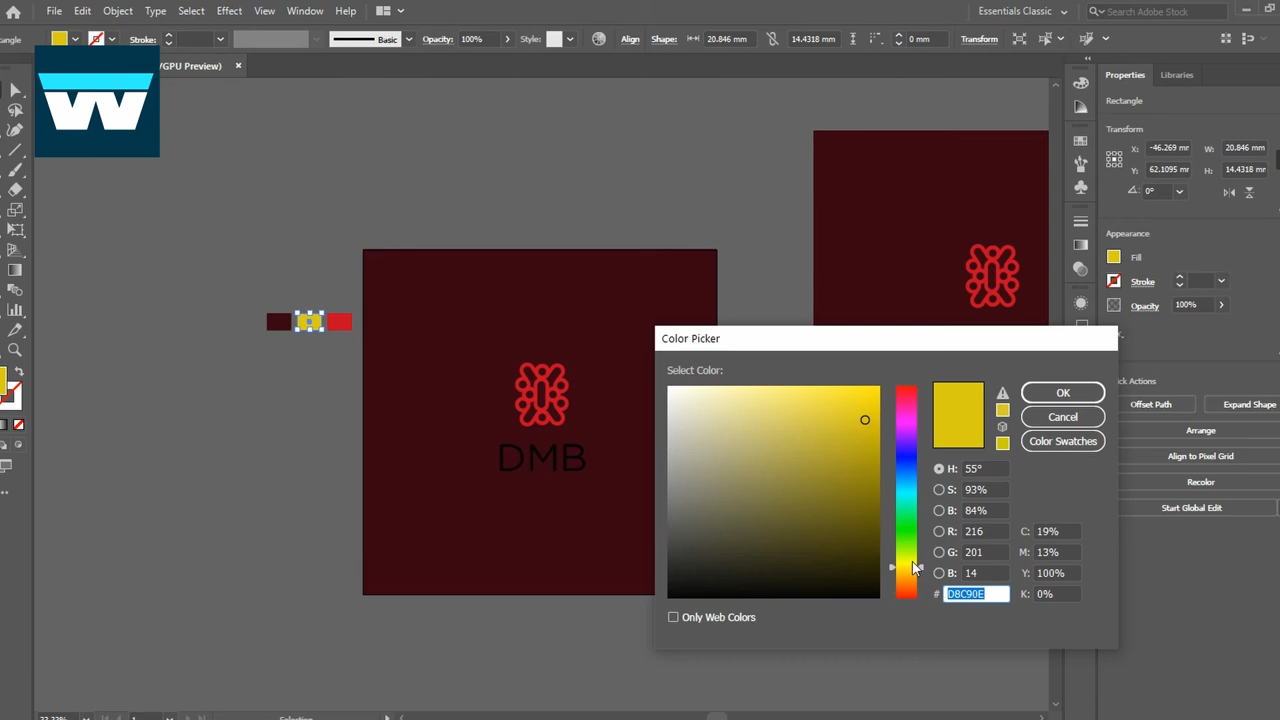 File Edit Object Type Select Effect View Window Help Essentials Classic Search Adobe Stock
Stroke: Basic Opacity: 100% Style: Align Shape: 20.846 mm 14.4318 mm 0 mm Transform
/GPU Preview) ×
W
Properties Libraries
Rectangle
Transform
X: -46.269 mm W: 20.846 mm
Y: 62.1095 mm H: 14.4318 mm
0°
Appearance
Fill
Stroke
Opacity 100%
DMB
Color Picker
Select Color:
OK
Cancel
Color Swatches
H: 55°
S: 93%
B: 84%
R: 216 C: 19%
G: 201 M: 13%
B: 14 Y: 100%
# D8C90E K: 0%
Only Web Colors
Offset Path Expand Shape
Arrange
Align to Pixel Grid
Recolor
Start Global Edit
Selection